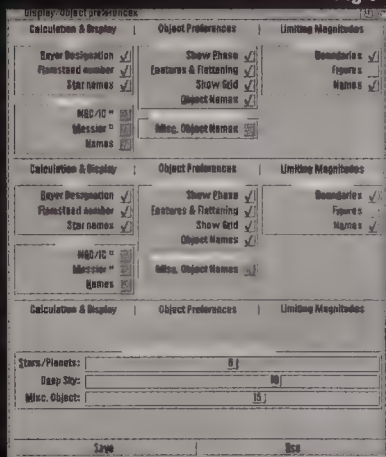 Display/Object preferences
Calculation & Display | Object Preferences | Limiting Magnitudes
Bayer Designation
Flamsteed number
Star names
NGC/IC
Messier
Names
Show Phase
Features & Flattening
Show Grid
Object Names
Misc. Object Names
Boundaries
Figures
Names
Calculation & Display | Object Preferences | Limiting Magnitudes
Bayer Designation
Flamsteed number
Star names
NGC/IC
Messier
Names
Show Phase
Features & Flattening
Show Grid
Object Names
Misc. Object Names
Boundaries
Figures
Names
Calculation & Display | Object Preferences | Limiting Magnitudes
Stars/Planets:
Deep Sky:
Misc. Object: 15
Save | Use